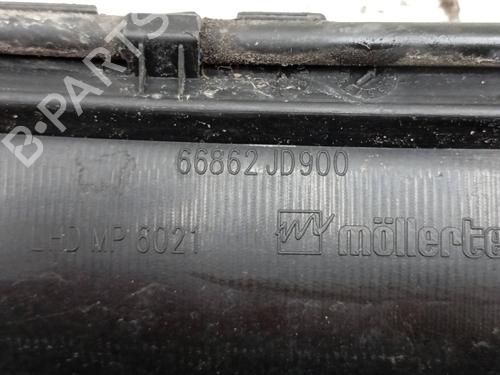 B-PARTS
66862 JD900
LHD MP 6021
möllerte